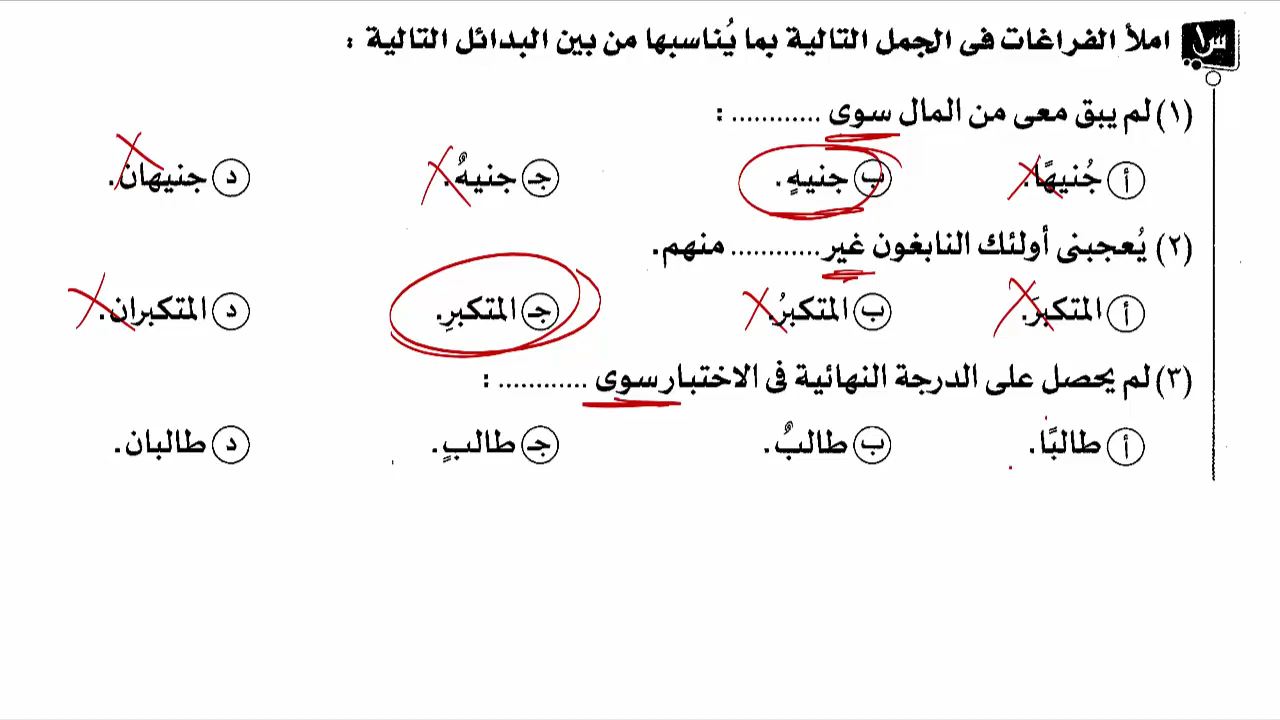 س١ املأ الفراغات فى الجمل التالية بما يُناسبها من بين البدائل التالية :
(١) لم يبق معى من المال سوى ............ :
أ جُنيهًا. ب جنيهٍ. جـ جنيهٌ. د جنيهان.
(٢) يُعجبنى أولئك النابغون غير ............ منهم.
أ المتكبرَ. ب المتكبرُ. جـ المتكبرِ. د المتكبران.
(٣) لم يحصل على الدرجة النهائية فى الاختبار سوى ............ :
أ طالبًا. ب طالبٌ. جـ طالبٍ. د طالبان.